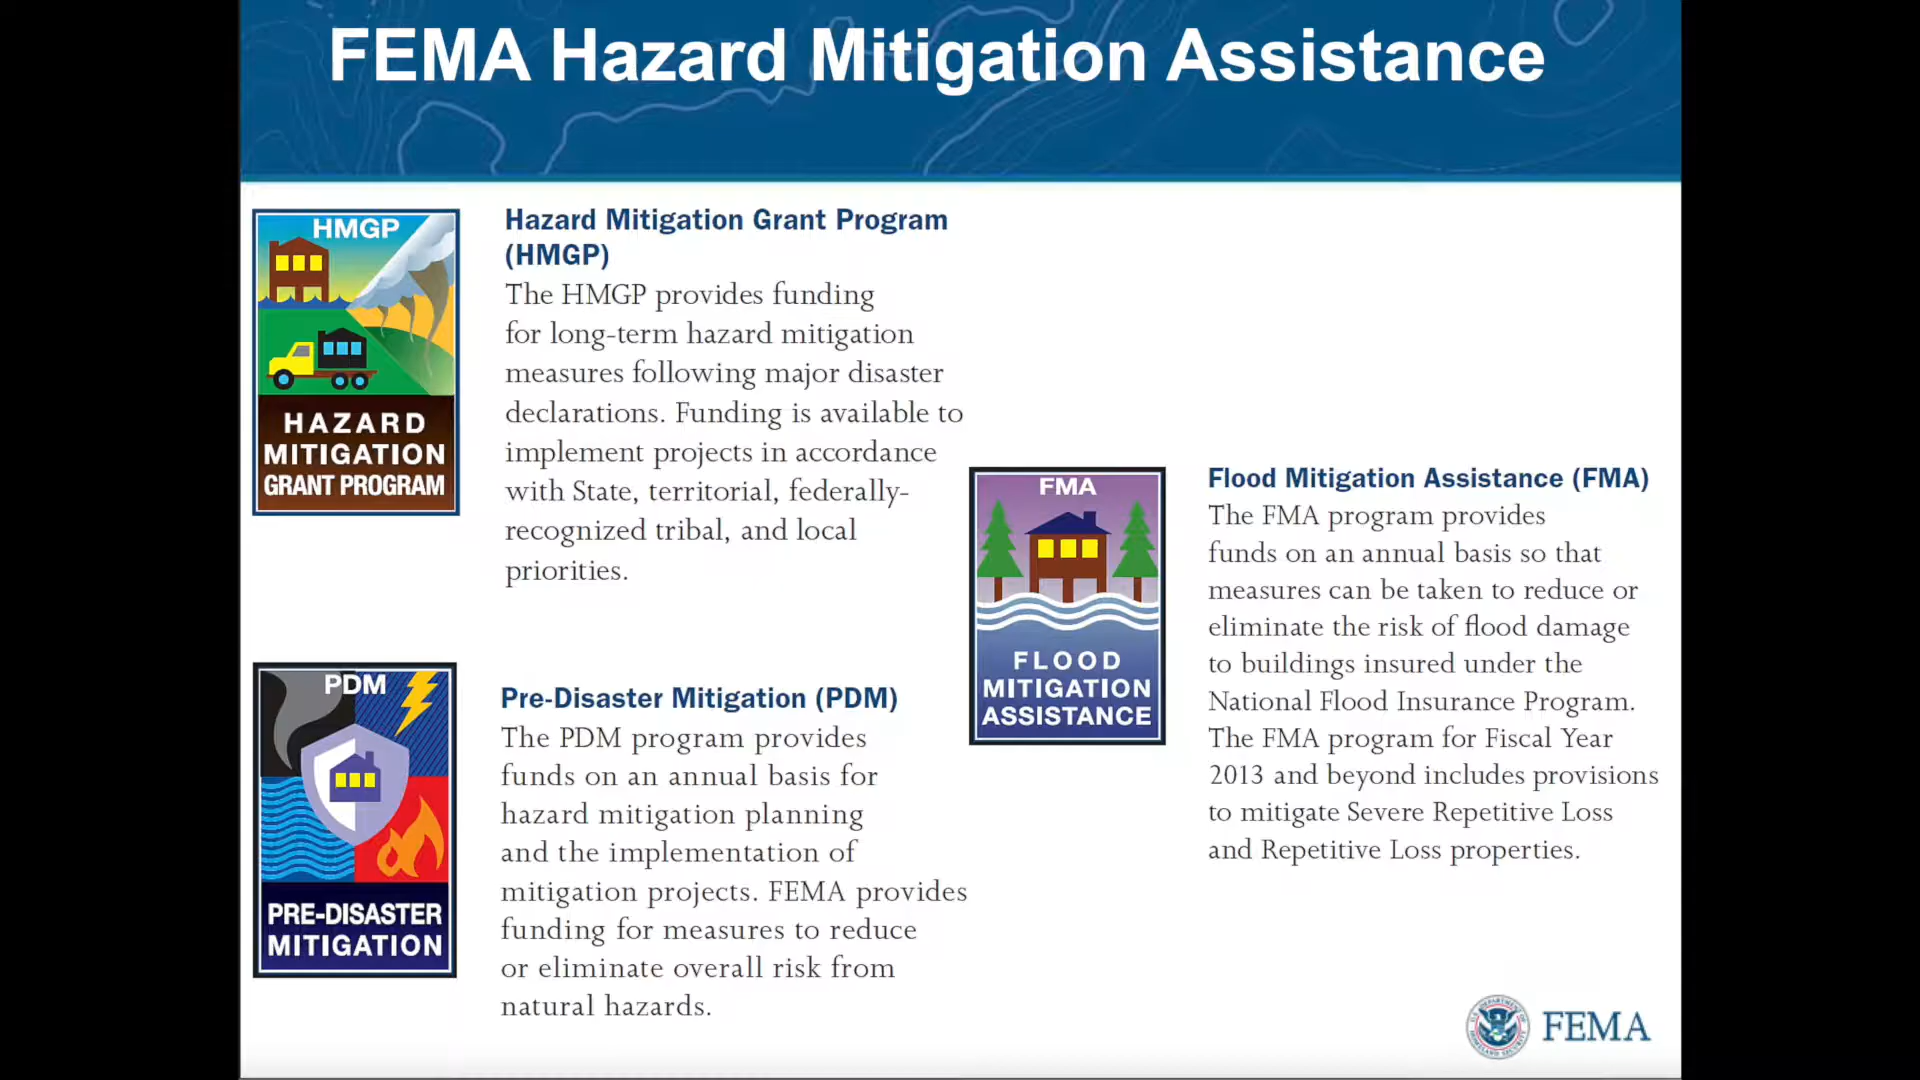 FEMA Hazard Mitigation Assistance
HMGP
HAZARD
MITIGATION
GRANT PROGRAM
Hazard Mitigation Grant Program
(HMGP)
The HMGP provides funding
for long-term hazard mitigation
measures following major disaster
declarations. Funding is available to
implement projects in accordance
with State, territorial, federally-
recognized tribal, and local
priorities.
PDM
PRE-DISASTER
MITIGATION
Pre-Disaster Mitigation (PDM)
The PDM program provides
funds on an annual basis for
hazard mitigation planning
and the implementation of
mitigation projects. FEMA provides
funding for measures to reduce
or eliminate overall risk from
natural hazards.
FMA
FLOOD
MITIGATION
ASSISTANCE
Flood Mitigation Assistance (FMA)
The FMA program provides
funds on an annual basis so that
measures can be taken to reduce or
eliminate the risk of flood damage
to buildings insured under the
National Flood Insurance Program.
The FMA program for Fiscal Year
2013 and beyond includes provisions
to mitigate Severe Repetitive Loss
and Repetitive Loss properties.
FEMA